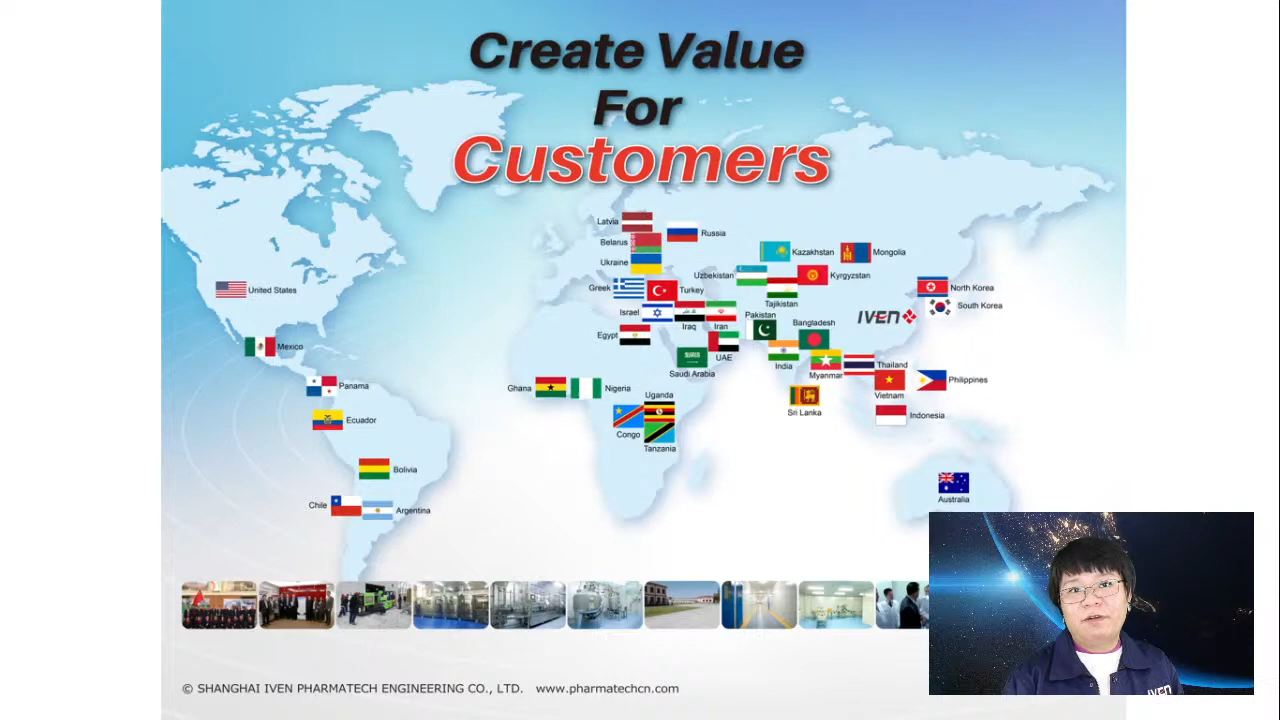 Create Value
For
Customers
Latvia
Russia
Belarus
Kazakhstan
Mongolia
Ukraine
Uzbekistan
Kyrgyzstan
Greek
Turkey
North Korea
United States
Tajikistan
South Korea
Israel
Iraq
Iran
Pakistan
Bangladesh
IVEN
Egypt
UAE
Mexico
Saudi Arabia
India
Myanmar
Thailand
Panama
Ghana
Nigeria
Uganda
Vietnam
Philippines
Ecuador
Congo
Sri Lanka
Indonesia
Tanzania
Bolivia
Australia
Chile
Argentina
© SHANGHAI IVEN PHARMATECH ENGINEERING CO., LTD. www.pharmatechcn.com
IVEN